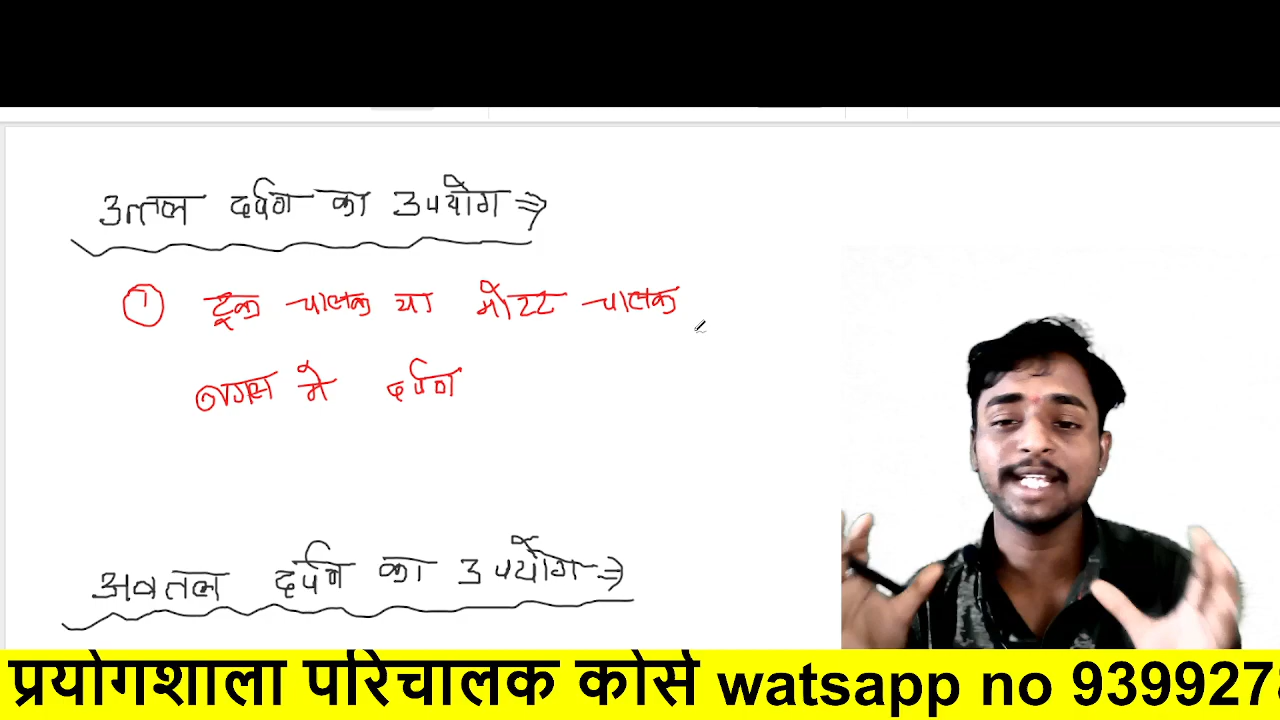 उत्तल दर्पण का उपयोग ⇒
① ट्रक चालक या मोटर चालक
बगल मे दर्पण
अवतल दर्पण का उपयोग ⇒
प्रयोगशाला परिचालक कोर्स watsapp no 939927